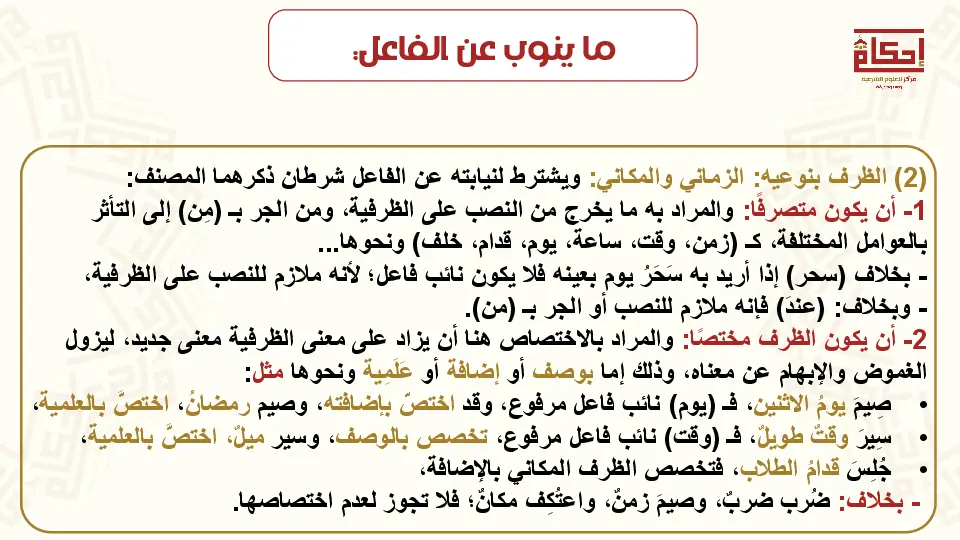 ما ينوب عن الفاعل:
إحكام
مركز العلوم الشرعية
(2) الظرف بنوعيه: الزماني والمكاني: ويشترط لنيابته عن الفاعل شرطان ذكرهما المصنف:
1- أن يكون متصرفًا: والمراد به ما يخرج من النصب على الظرفية، ومن الجر بـ (مِن) إلى التأثر
بالعوامل المختلفة، كـ (زمن، وقت، ساعة، يوم، قدام، خلف) ونحوها...
- بخلاف (سحر) إذا أريد به سَحَرُ يوم بعينه فلا يكون نائب فاعل؛ لأنه ملازم للنصب على الظرفية،
- وبخلاف: (عندَ) فإنه ملازم للنصب أو الجر بـ (من).
2- أن يكون الظرف مختصًا: والمراد بالاختصاص هنا أن يزاد على معنى الظرفية معنى جديد، ليزول
الغموض والإبهام عن معناه، وذلك إما بوصف أو إضافة أو عَلَمِية ونحوها مثل:
• صِيمَ يومُ الاثنين، فـ (يوم) نائب فاعل مرفوع، وقد اختصّ بإضافته، وصيم رمضانُ، اختصَّ بالعلمية،
• سِيرَ وقتٌ طويلٌ، فـ (وقت) نائب فاعل مرفوع، تخصص بالوصف، وسير ميلٌ، اختصَّ بالعلمية،
• جُلِسَ قدامُ الطلاب، فتخصص الظرف المكاني بالإضافة،
- بخلاف: ضُرب ضربٌ، وصيمَ زمنٌ، واعتُكِف مكانٌ؛ فلا تجوز لعدم اختصاصها.